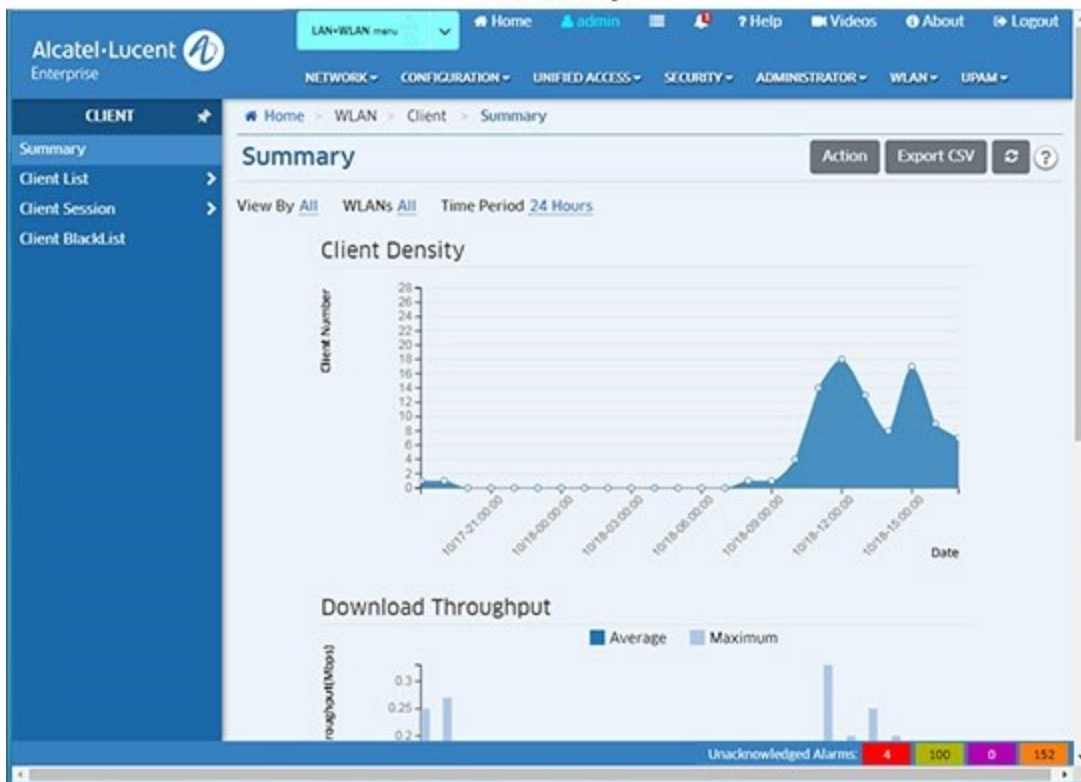 Alcatel·Lucent
Enterprise
LAN+WLAN menu
Home admin ? Help Videos About Logout
NETWORK CONFIGURATION UNIFIED ACCESS SECURITY ADMINISTRATOR WLAN UPAM
CLIENT
Summary
Client List
Client Session
Client BlackList
Home > WLAN > Client > Summary
Summary
Action Export CSV ?
View By All WLANs All Time Period 24 Hours
Client Density
Client Number
28
26
24
22
20
18
16
14
12
10
8
6
4
2
0
10/17-21:00:00
10/18-00:00:00
10/18-03:00:00
10/18-06:00:00
10/18-09:00:00
10/18-12:00:00
10/18-15:00:00
Date
Download Throughput
Average Maximum
roughput(Mbps)
0.3
0.25
0.2
Unacknowledged Alarms: 4 100 0 152